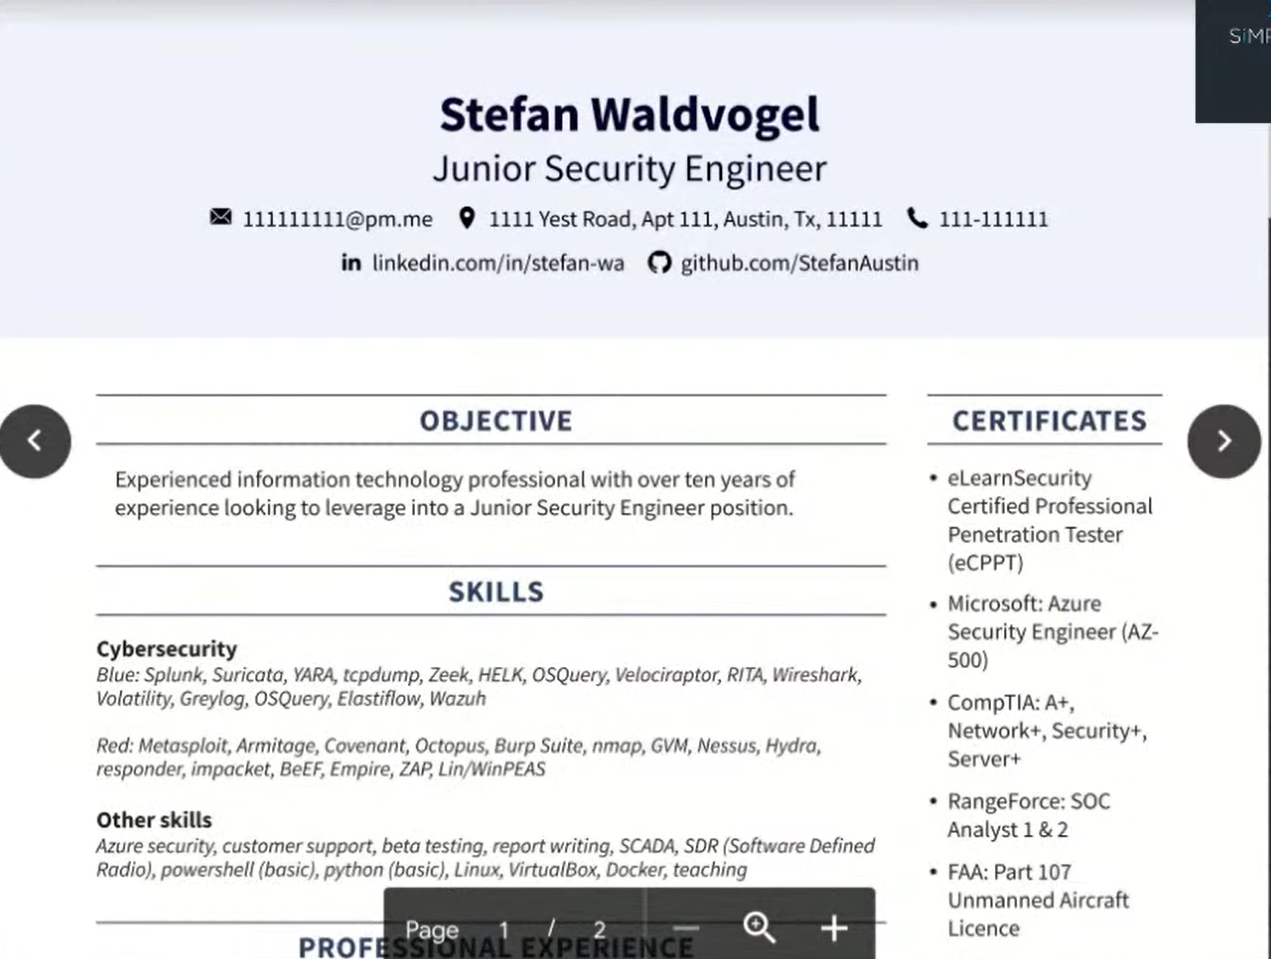 SiMP
Stefan Waldvogel
Junior Security Engineer
111111111@pm.me 1111 Yest Road, Apt 111, Austin, Tx, 11111 111-111111
in linkedin.com/in/stefan-wa github.com/StefanAustin
OBJECTIVE
Experienced information technology professional with over ten years of
experience looking to leverage into a Junior Security Engineer position.
SKILLS
Cybersecurity
Blue: Splunk, Suricata, YARA, tcpdump, Zeek, HELK, OSQuery, Velociraptor, RITA, Wireshark,
Volatility, Greylog, OSQuery, Elastiflow, Wazuh
Red: Metasploit, Armitage, Covenant, Octopus, Burp Suite, nmap, GVM, Nessus, Hydra,
responder, impacket, BeEF, Empire, ZAP, Lin/WinPEAS
Other skills
Azure security, customer support, beta testing, report writing, SCADA, SDR (Software Defined
Radio), powershell (basic), python (basic), Linux, VirtualBox, Docker, teaching
PROFESSIONAL EXPERIENCE
CERTIFICATES
• eLearnSecurity
Certified Professional
Penetration Tester
(eCPPT)
• Microsoft: Azure
Security Engineer (AZ-
500)
• CompTIA: A+,
Network+, Security+,
Server+
• RangeForce: SOC
Analyst 1 & 2
• FAA: Part 107
Unmanned Aircraft
Licence
Page 1 / 2